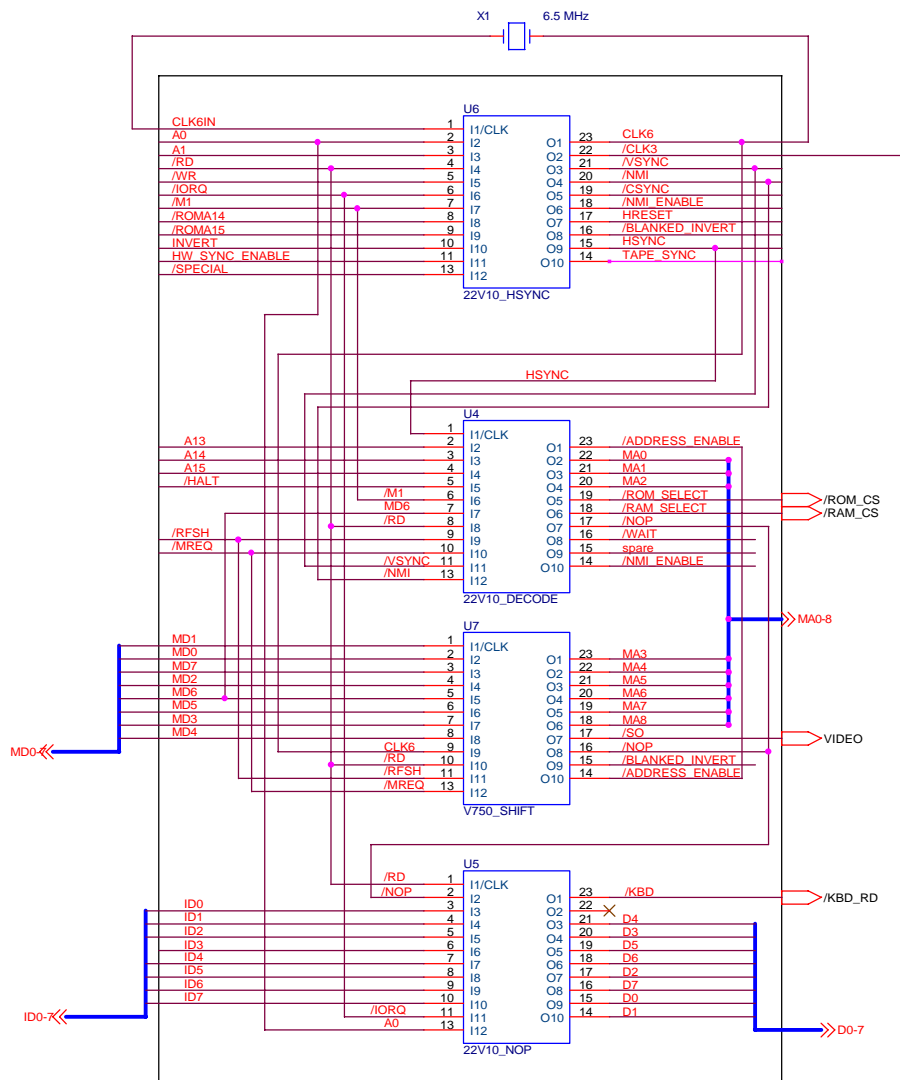 X1 6.5 MHz
U6
CLK6IN 1 I1/CLK O1 23 CLK6
A0 2 I2 O2 22 /CLK3
A1 3 I3 O3 21 /VSYNC
/RD 4 I4 O4 20 /NMI
/WR 5 I5 O5 19 /CSYNC
/IORQ 6 I6 O6 18 /NMI_ENABLE
/M1 7 I7 O7 17 HRESET
/ROMA14 8 I8 O8 16 /BLANKED_INVERT
/ROMA15 9 I9 O9 15 HSYNC
INVERT 10 I10 O10 14 TAPE_SYNC
HW_SYNC_ENABLE 11 I11
/SPECIAL 13 I12
22V10_HSYNC
HSYNC
U4
1 I1/CLK O1 23 /ADDRESS_ENABLE
A13 2 I2 O2 22 MA0
A14 3 I3 O3 21 MA1
A15 4 I4 O4 20 MA2
/HALT 5 I5 O5 19 /ROM_SELECT /ROM_CS
/M1 6 I6 O6 18 /RAM_SELECT /RAM_CS
MD6 7 I7 O7 17 /NOP
/RD 8 I8 O8 16 /WAIT
/RFSH 9 I9 O9 15 spare
/MREQ 10 I10 O10 14 /NMI_ENABLE
/VSYNC 11 I11
/NMI 13 I12
22V10_DECODE
MA0-8
U7
MD1 1 I1/CLK O1 23 MA3
MD0 2 I2 O2 22 MA4
MD7 3 I3 O3 21 MA5
MD2 4 I4 O4 20 MA6
MD6 5 I5 O5 19 MA7
MD5 6 I6 O6 18 MA8
MD3 7 I7 O7 17 /SO VIDEO
MD4 8 I8 O8 16 /NOP
CLK6 9 I9 O9 15 /BLANKED_INVERT
/RD 10 I10 O10 14 /ADDRESS_ENABLE
/RFSH 11 I11
/MREQ 13 I12
V750_SHIFT
MD0-7
U5
/RD 1 I1/CLK O1 23 /KBD /KBD_RD
/NOP 2 I2 O2 22
ID0 3 I3 O3 21 D4
ID1 4 I4 O4 20 D3
ID2 5 I5 O5 19 D5
ID3 6 I6 O6 18 D6
ID4 7 I7 O7 17 D2
ID5 8 I8 O8 16 D7
ID6 9 I9 O9 15 D0
ID7 10 I10 O10 14 D1
/IORQ 11 I11
A0 13 I12
22V10_NOP
ID0-7
D0-7